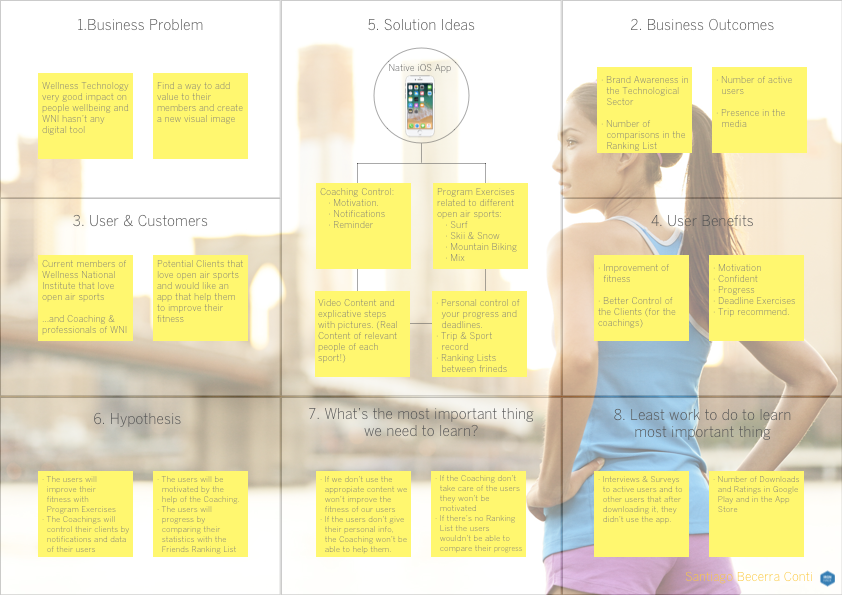 1.Business Problem
Wellness Technology
very good impact on
people wellbeing and
WNI hasn't any
digital tool
Find a way to add
value to their
members and create
a new visual image
5. Solution Ideas
Native iOS App
Coaching Control:
· Motivation.
· Notifications
· Reminder
Program Exercises
related to different
open air sports:
· Surf
· Skii & Snow
· Mountain Biking
· Mix
Video Content and
explicative steps
with pictures. (Real
Content of relevant
people of each
sport!)
· Personal control of
your progress and
deadlines.
· Trip & Sport
record
· Ranking Lists
between frineds
2. Business Outcomes
· Brand Awareness in
the Technological
Sector
· Number of
comparisons in the
Ranking List
· Number of active
users
· Presence in the
media
3. User & Customers
Current members of
Wellness National
Institute that love
open air sports
...and Coaching &
professionals of WNI
Potential Clients that
love open air sports
and would like an
app that help them
to improve their
fitness
4. User Benefits
· Improvement of
fitness
· Better Control of
the Clients (for the
coachings)
· Motivation
· Confident
· Progress
· Deadline Exercises
· Trip recommend.
6. Hypothesis
· The users will
improve their
fitness with
Program Exercises
· The Coachings will
control their clients by
notifications and data
of their users
· The users will be
motivated by the
help of the Coaching.
· The users will
progress by
comparing their
statistics with the
Friends Ranking List
7. What's the most important thing
we need to learn?
· If we don't use the
appropiate content we
won't improve the
fitness of our users
· If the users don't give
their personal info,
the Coaching won't be
able to help them.
· If the Coaching don't
take care of the users
they won't be
motivated
· If there's no Ranking
List the users
wouldn't be able to
compare their progress
8. Least work to do to learn
most important thing
· Interviews & Surveys
to active users and to
other users that after
downloading it, they
didn't use the app.
· Number of Downloads
and Ratings in Google
Play and in the App
Store
Santiago Becerra Conti